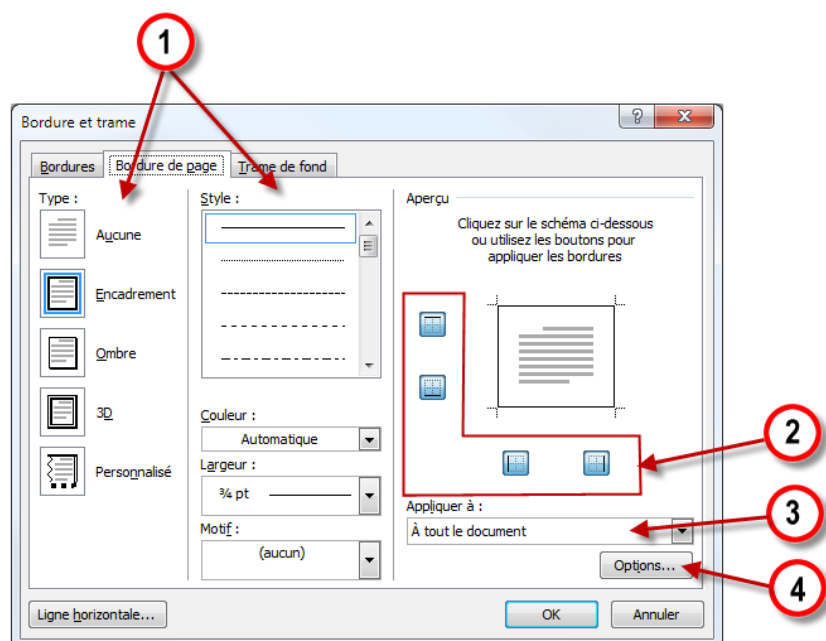 1
Bordure et trame
Bordures Bordure de page Trame de fond
Type :
Aucune
Encadrement
Ombre
3D
Personnalisé
Style :
Couleur :
Automatique
Largeur :
¾ pt
Motif :
(aucun)
Aperçu
Cliquez sur le schéma ci-dessous
ou utilisez les boutons pour
appliquer les bordures
2
Appliquer à :
3
À tout le document
Options...
4
Ligne horizontale...
OK
Annuler